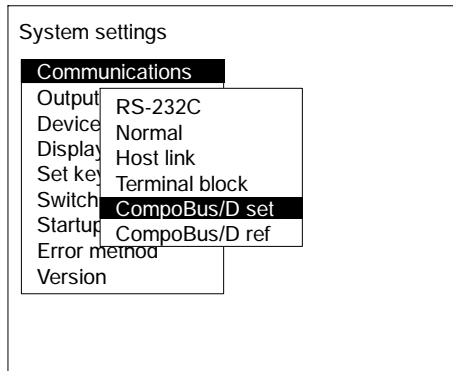 System settings
Communications
Output
Device
Display
Set key
Switch
Startup
Error method
Version
RS-232C
Normal
Host link
Terminal block
CompoBus/D set
CompoBus/D ref